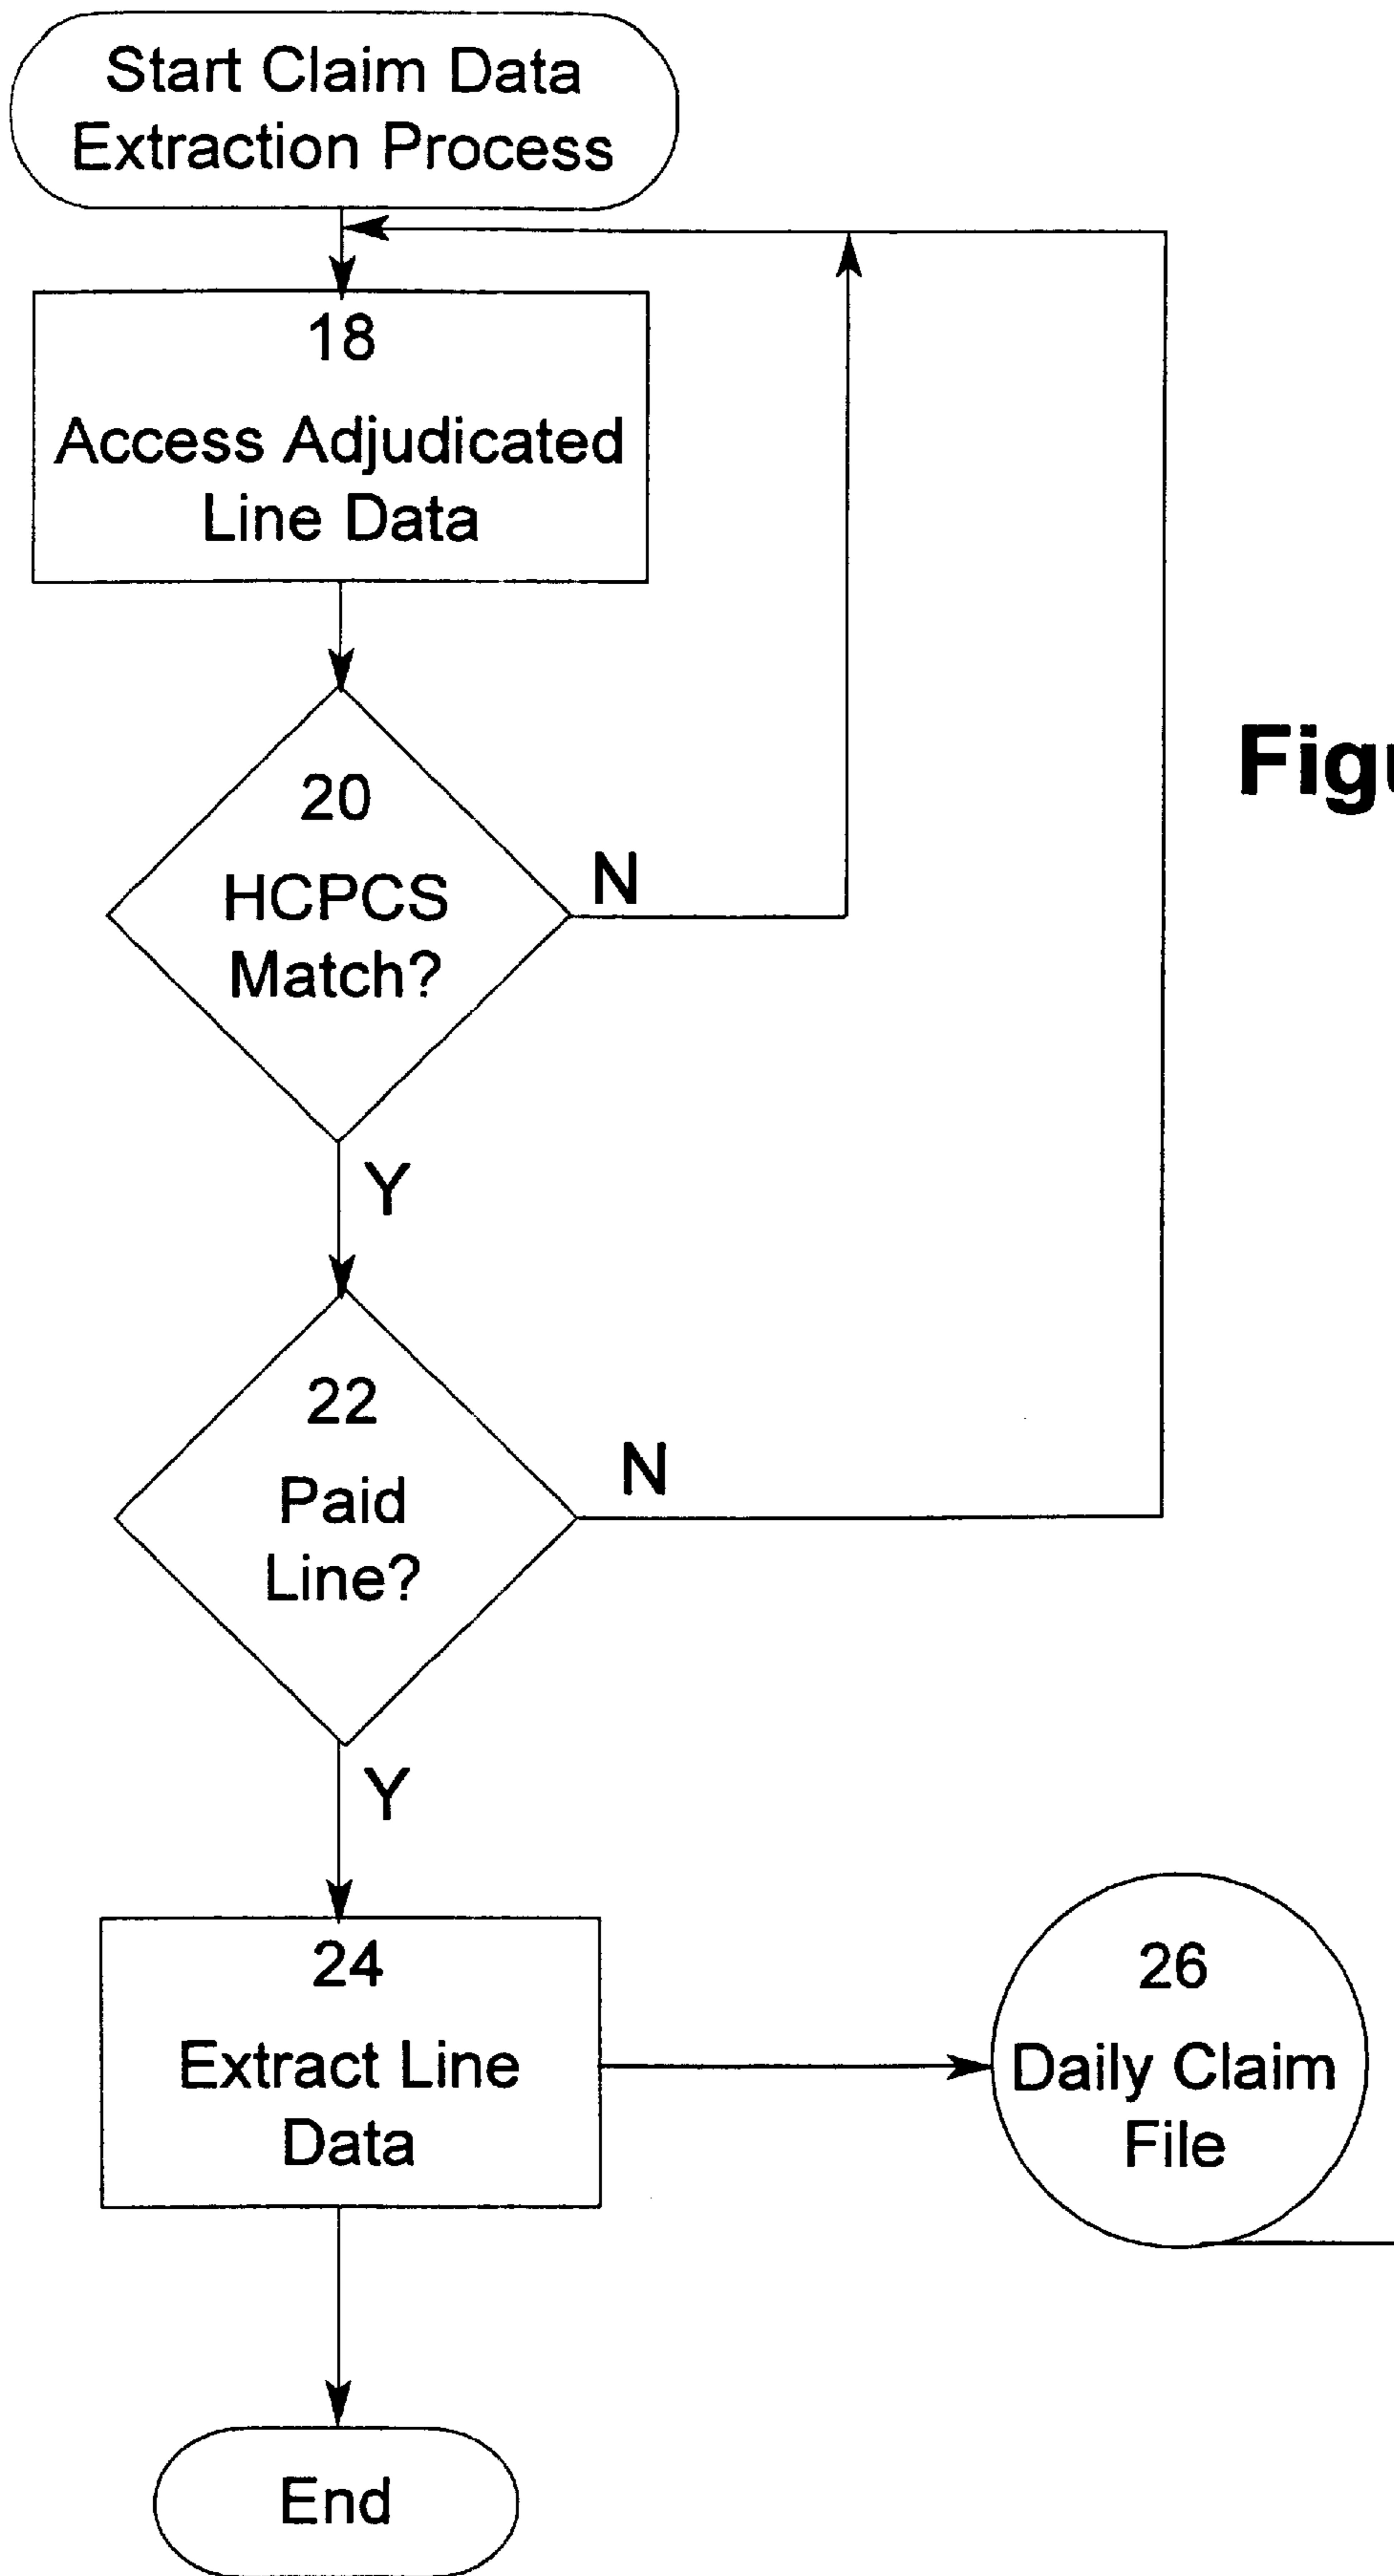 Start Claim Data
Extraction Process
18
Access Adjudicated
Line Data
20
HCPCS
Match?
N
Y
22
Paid
Line?
N
Y
24
Extract Line
Data
26
Daily Claim
File
End